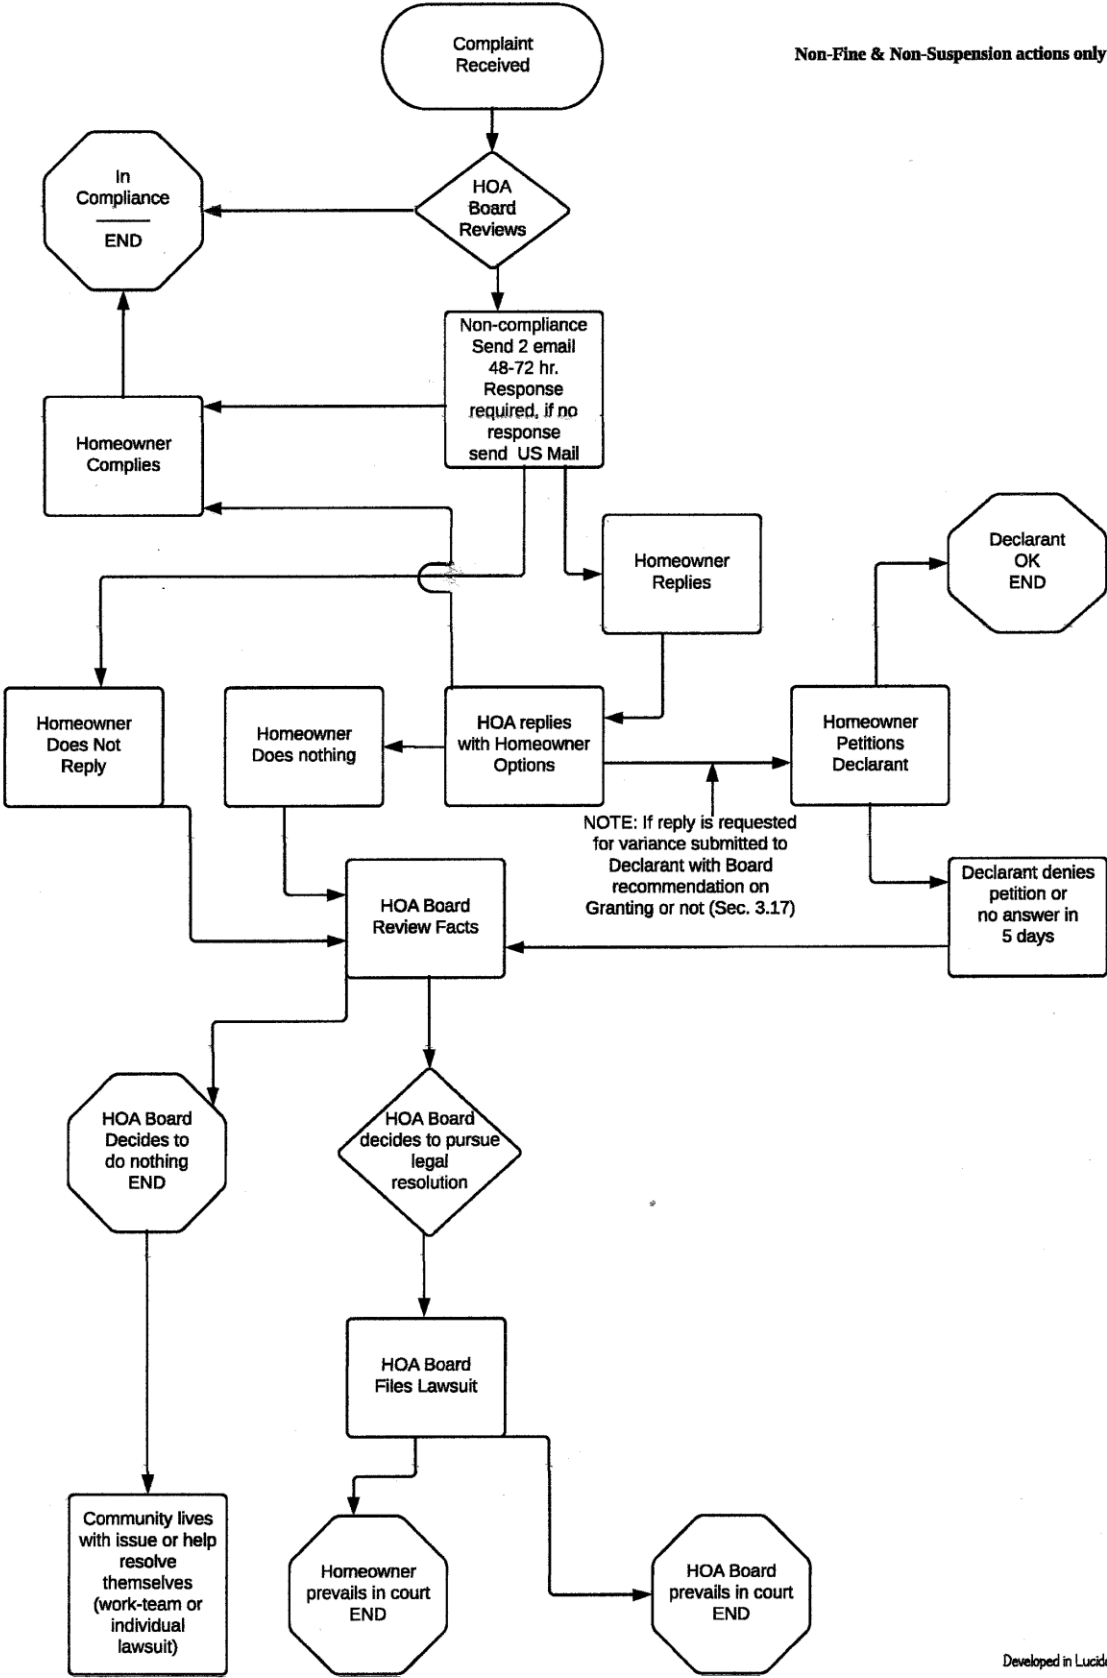 Complaint
Received
Non-Fine & Non-Suspension actions only
In
Compliance
END
HOA
Board
Reviews
Non-compliance
Send 2 email
48-72 hr.
Response
required, if no
response
send US Mail
Homeowner
Complies
Homeowner
Replies
Declarant
OK
END
Homeowner
Does Not
Reply
Homeowner
Does nothing
HOA replies
with Homeowner
Options
Homeowner
Petitions
Declarant
NOTE: If reply is requested
for variance submitted to
Declarant with Board
recommendation on
Granting or not (Sec. 3.17)
HOA Board
Review Facts
Declarant denies
petition or
no answer in
5 days
HOA Board
Decides to
do nothing
END
HOA Board
decides to pursue
legal
resolution
HOA Board
Files Lawsuit
Community lives
with issue or help
resolve
themselves
(work-team or
individual
lawsuit)
Homeowner
prevails in court
END
HOA Board
prevails in court
END
Developed in